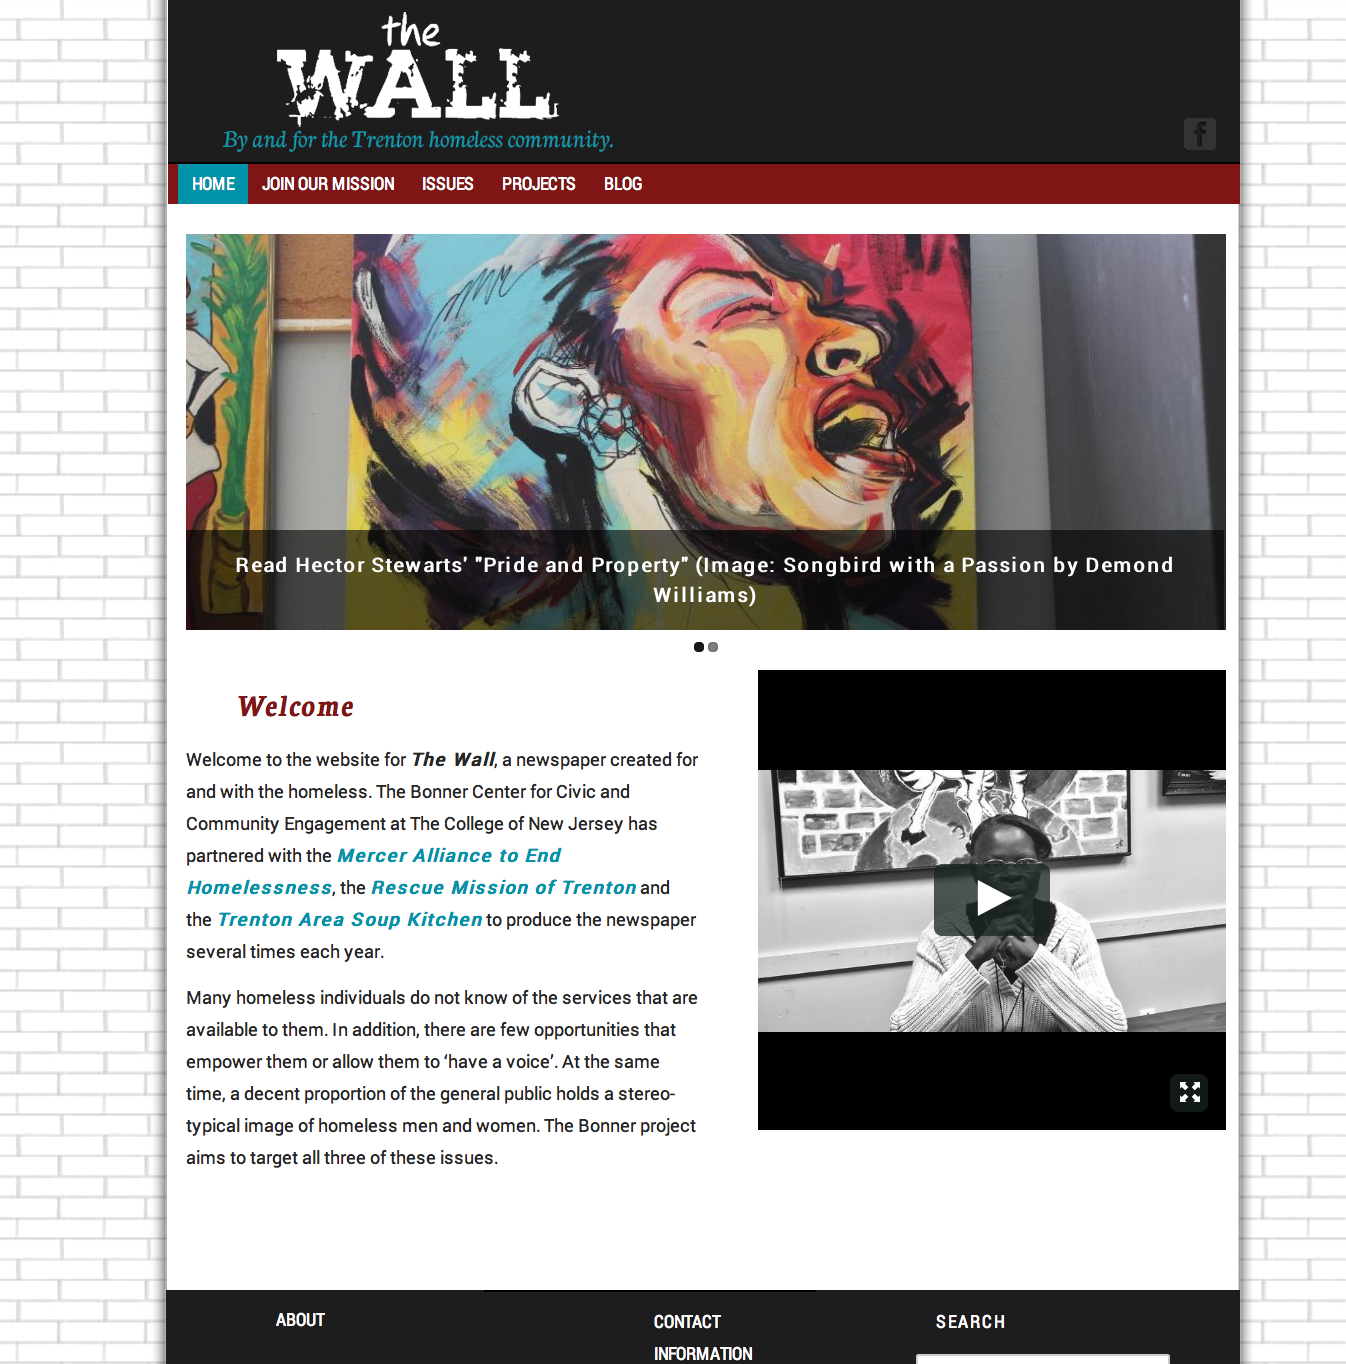 the
WALL
By and for the Trenton homeless community.
f
HOME JOIN OUR MISSION ISSUES PROJECTS BLOG
Read Hector Stewarts' "Pride and Property" (Image: Songbird with a Passion by Demond
Williams)
Welcome
Welcome to the website for The Wall, a newspaper created for
and with the homeless. The Bonner Center for Civic and
Community Engagement at The College of New Jersey has
partnered with the Mercer Alliance to End
Homelessness, the Rescue Mission of Trenton and
the Trenton Area Soup Kitchen to produce the newspaper
several times each year.
Many homeless individuals do not know of the services that are
available to them. In addition, there are few opportunities that
empower them or allow them to ‘have a voice’. At the same
time, a decent proportion of the general public holds a stereo-
typical image of homeless men and women. The Bonner project
aims to target all three of these issues.
ABOUT
CONTACT
INFORMATION
SEARCH